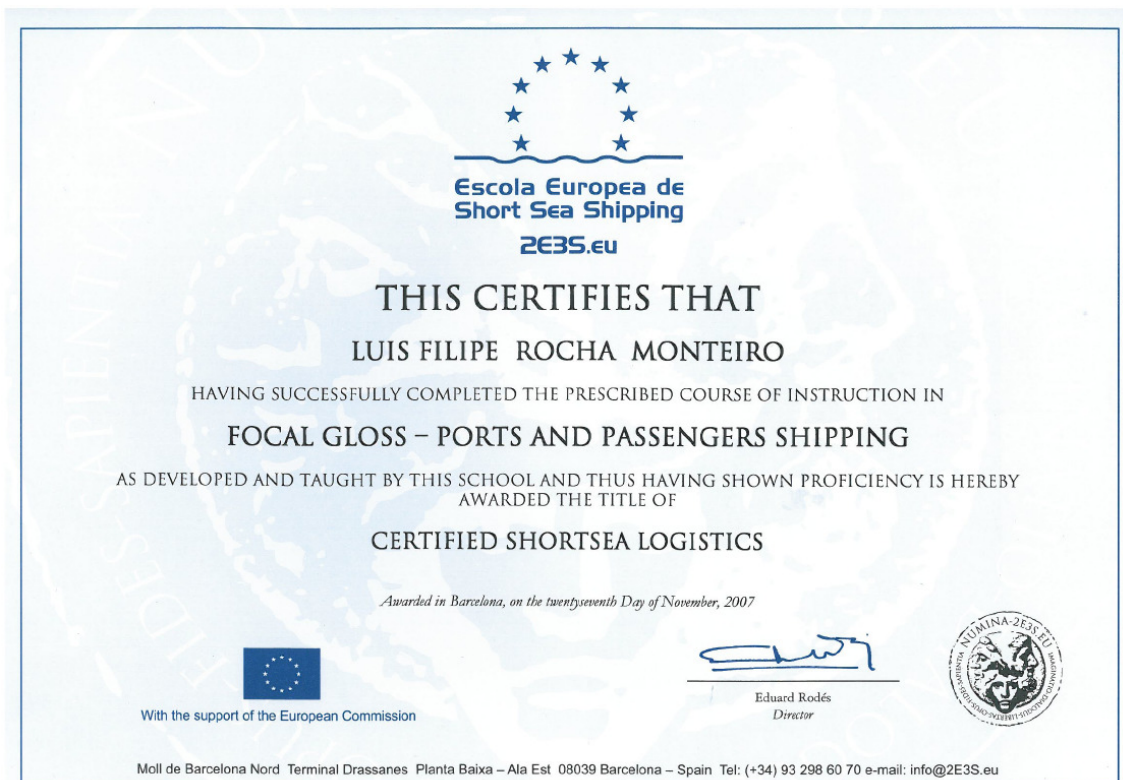 Escola Europea de
Short Sea Shipping
2E3S.eu
THIS CERTIFIES THAT
LUIS FILIPE ROCHA MONTEIRO
HAVING SUCCESSFULLY COMPLETED THE PRESCRIBED COURSE OF INSTRUCTION IN
FOCAL GLOSS – PORTS AND PASSENGERS SHIPPING
AS DEVELOPED AND TAUGHT BY THIS SCHOOL AND THUS HAVING SHOWN PROFICIENCY IS HEREBY
AWARDED THE TITLE OF
CERTIFIED SHORTSEA LOGISTICS
Awarded in Barcelona, on the twentyseventh Day of November, 2007
With the support of the European Commission
Eduard Rodés
Director
NUMINA-2E3S.EU
Moll de Barcelona Nord Terminal Drassanes Planta Baixa – Ala Est 08039 Barcelona – Spain Tel: (+34) 93 298 60 70 e-mail: info@2E3S.eu